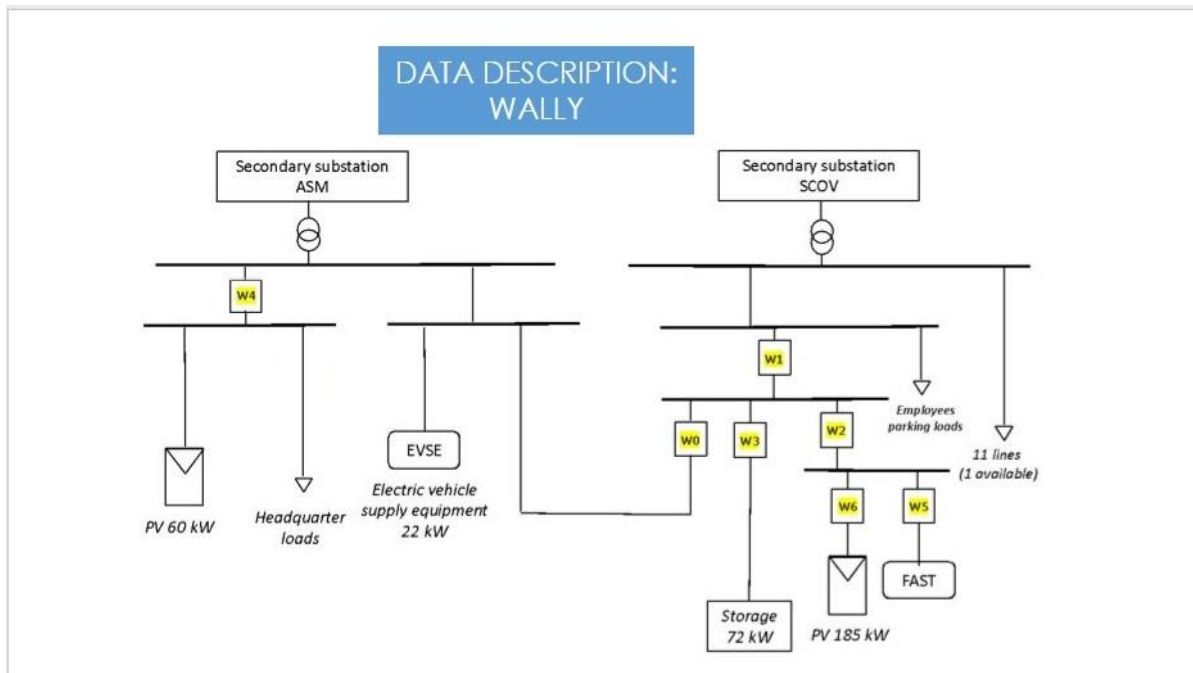 DATA DESCRIPTION:
WALLY
Secondary substation
ASM
Secondary substation
SCOV
W4
W1
W0
W3
W2
Employees
parking loads
11 lines
(1 available)
EVSE
Electric vehicle
supply equipment
22 kW
PV 60 kW
Headquarter
loads
W6
W5
FAST
Storage
72 kW
PV 185 kW